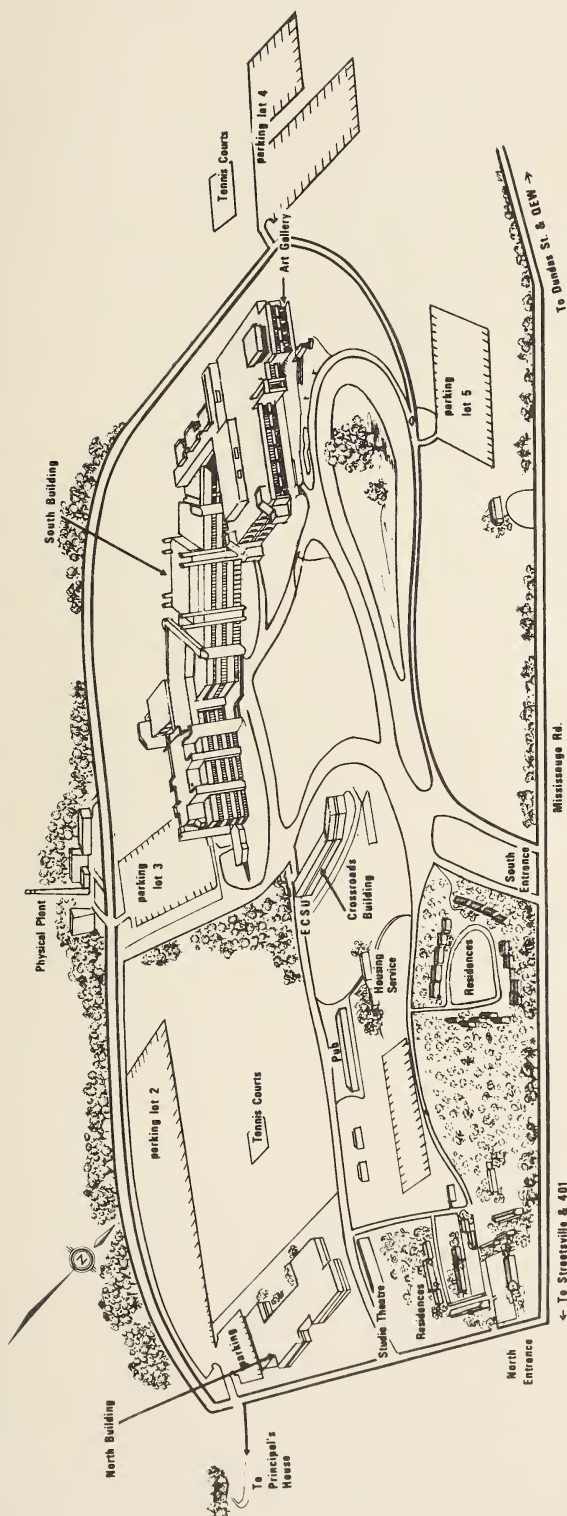 Tennis Courts
parking lot 4
Art Gallery
South Building
parking
lot 5
To Dundas St. & QEW →
Physical Plant
parking
lot 3
ECSU
Crossroads
Building
South
Entrance
Mississauga Rd.
Housing
Service
Residences
Pub
parking lot 2
Tennis Courts
N
North Building
parking
Studio Theatre
Residences
North
Entrance
← To Streetsville & 401
To
Principal's
House